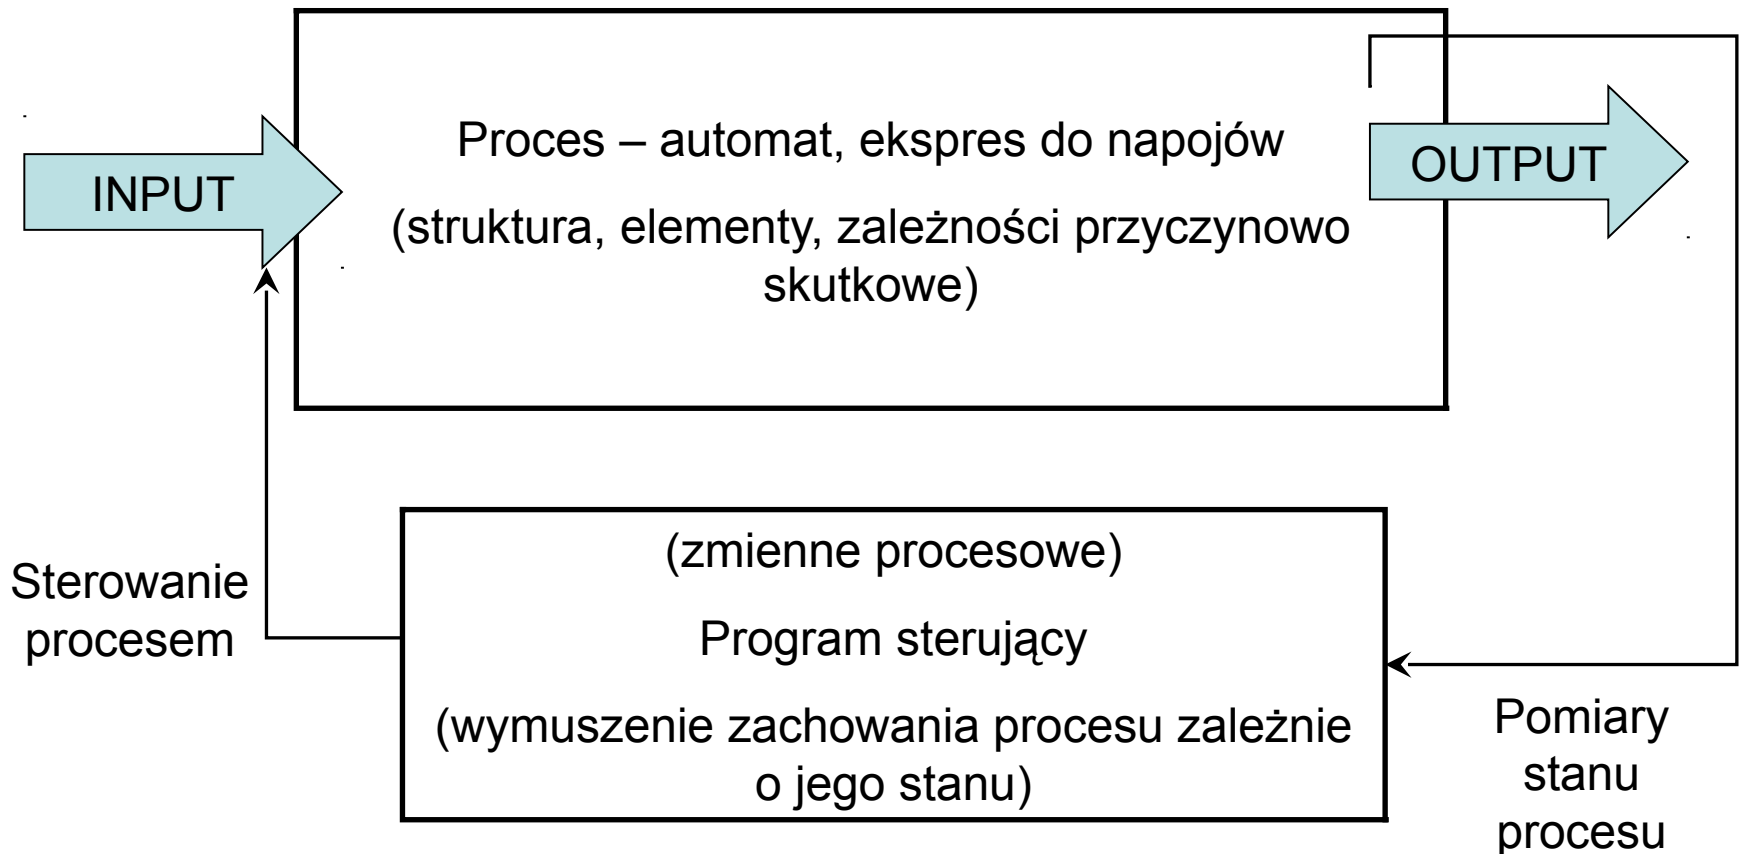 Proces – automat, ekspres do napojów
INPUT
OUTPUT
(struktura, elementy, zależności przyczynowo
skutkowe)
(zmienne procesowe)
Sterowanie
procesem
Program sterujący
(wymuszenie zachowania procesu zależnie
o jego stanu)
Pomiary
stanu
procesu